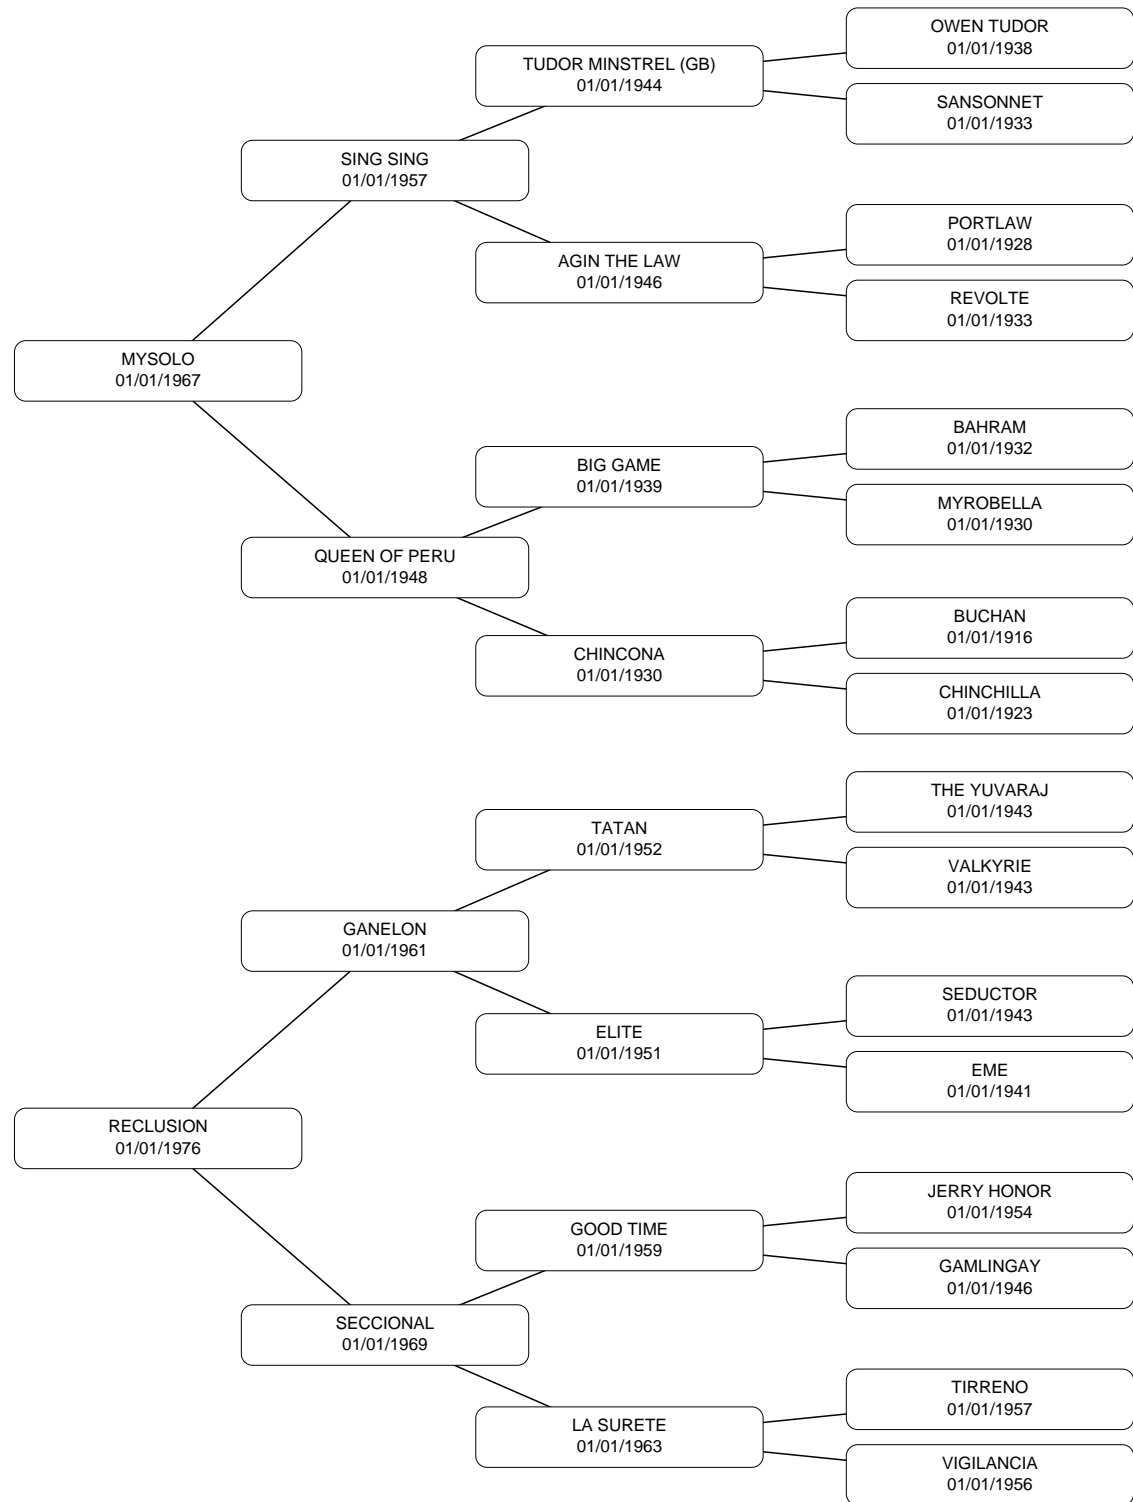 OWEN TUDOR
01/01/1938
TUDOR MINSTREL (GB)
01/01/1944
SANSONNET
01/01/1933
SING SING
01/01/1957
PORTLAW
01/01/1928
AGIN THE LAW
01/01/1946
REVOLTE
01/01/1933
MYSOLO
01/01/1967
BAHRAM
01/01/1932
BIG GAME
01/01/1939
MYROBELLA
01/01/1930
QUEEN OF PERU
01/01/1948
BUCHAN
01/01/1916
CHINCONA
01/01/1930
CHINCHILLA
01/01/1923
THE YUVARAJ
01/01/1943
TATAN
01/01/1952
VALKYRIE
01/01/1943
GANELON
01/01/1961
SEDUCTOR
01/01/1943
ELITE
01/01/1951
EME
01/01/1941
RECLUSION
01/01/1976
JERRY HONOR
01/01/1954
GOOD TIME
01/01/1959
GAMLINGAY
01/01/1946
SECCIONAL
01/01/1969
TIRRENO
01/01/1957
LA SURETE
01/01/1963
VIGILANCIA
01/01/1956